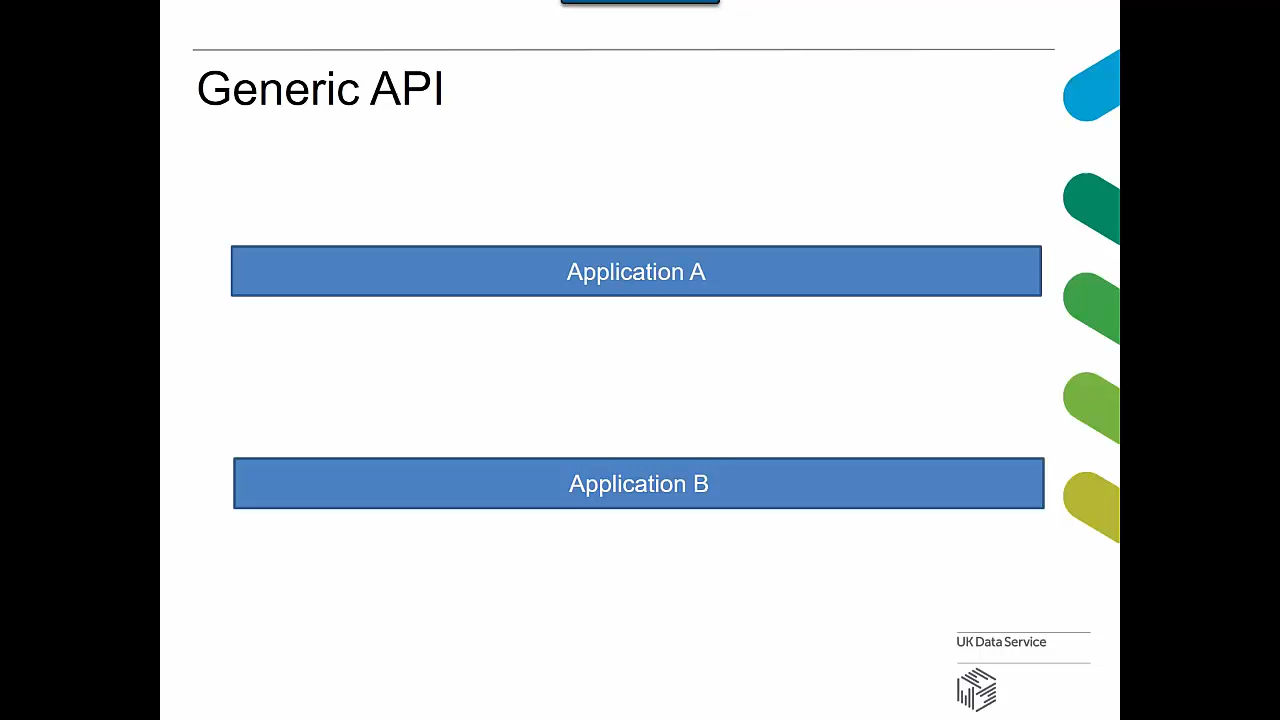 Generic API
Application A
Application B
UK Data Service